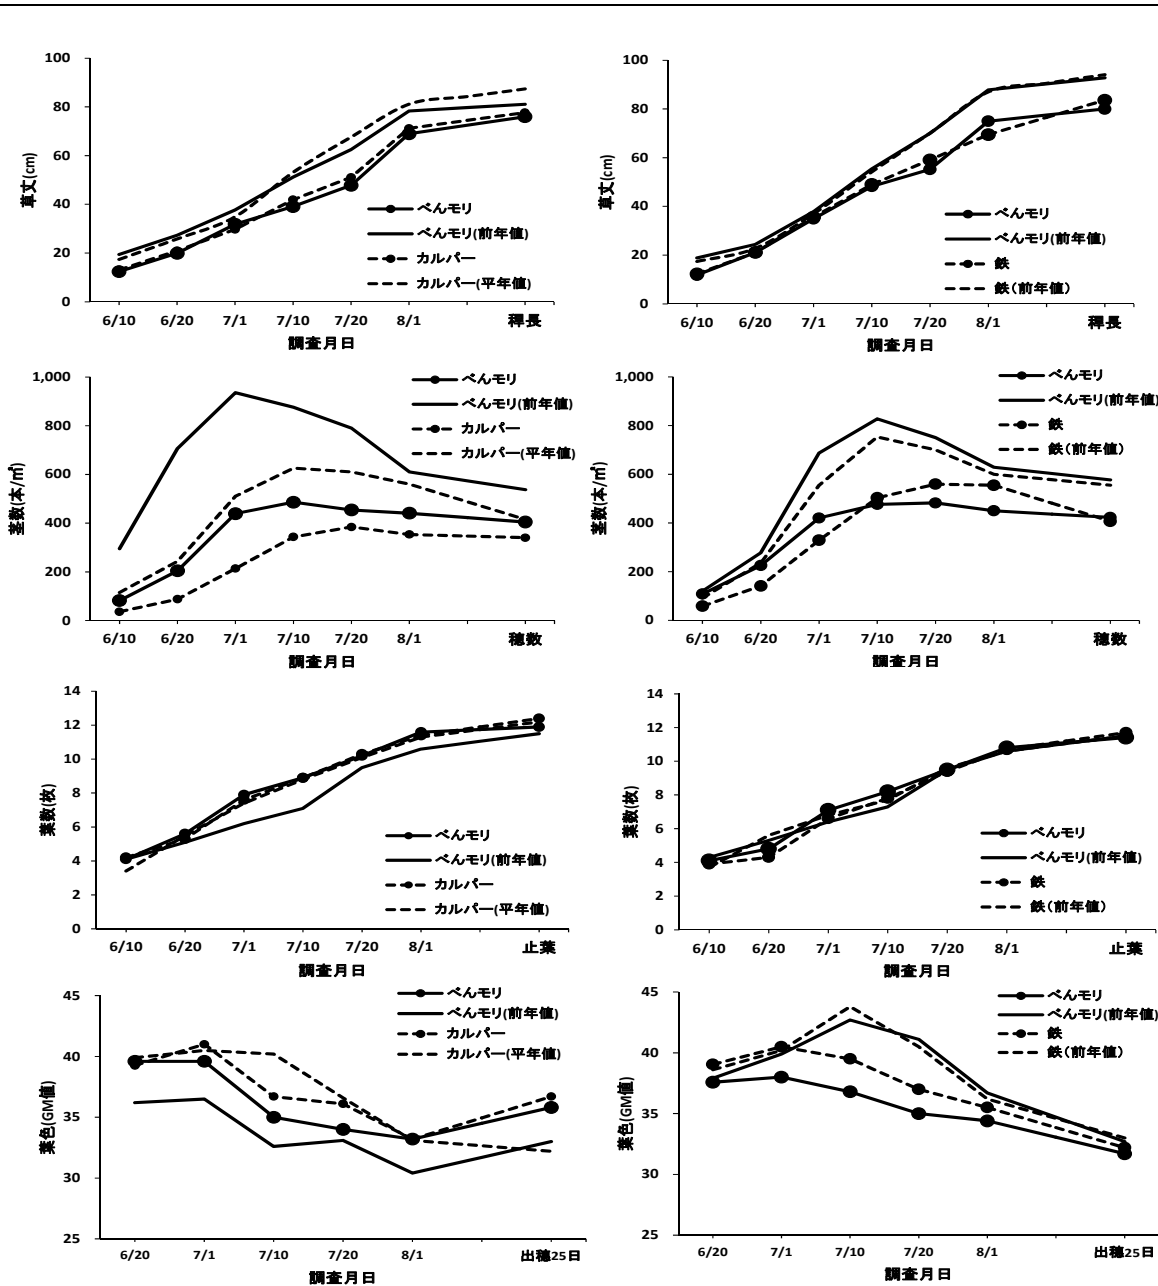 100
80
60
40
20
0
草丈(cm)
べんモリ
べんモリ(前年値)
カルパー
カルパー(平年値)
6/10 6/20 7/1 7/10 7/20 8/1 稈長
調査月日
100
80
60
40
20
0
草丈(cm)
べんモリ
べんモリ(前年値)
鉄
鉄(前年値)
6/10 6/20 7/1 7/10 7/20 8/1 稈長
調査月日
1,000
800
600
400
200
0
茎数(本/㎡)
べんモリ
べんモリ(前年値)
カルパー
カルパー(平年値)
6/10 6/20 7/1 7/10 7/20 8/1 穂数
調査月日
1,000
800
600
400
200
0
茎数(本/㎡)
べんモリ
べんモリ(前年値)
鉄
鉄(前年値)
6/10 6/20 7/1 7/10 7/20 8/1 穂数
調査月日
14
12
10
8
6
4
2
0
葉数(枚)
べんモリ
べんモリ(前年値)
カルパー
カルパー(平年値)
6/10 6/20 7/1 7/10 7/20 8/1 止葉
調査月日
14
12
10
8
6
4
2
0
葉数(枚)
べんモリ
べんモリ(前年値)
鉄
鉄(前年値)
6/10 6/20 7/1 7/10 7/20 8/1 止葉
調査月日
45
40
35
30
25
葉色(GM値)
べんモリ
べんモリ(前年値)
カルパー
カルパー(平年値)
6/20 7/1 7/10 7/20 8/1 出穂25日
調査月日
45
40
35
30
25
葉色(GM値)
べんモリ
べんモリ(前年値)
鉄
鉄(前年値)
6/20 7/1 7/10 7/20 8/1 出穂25日
調査月日